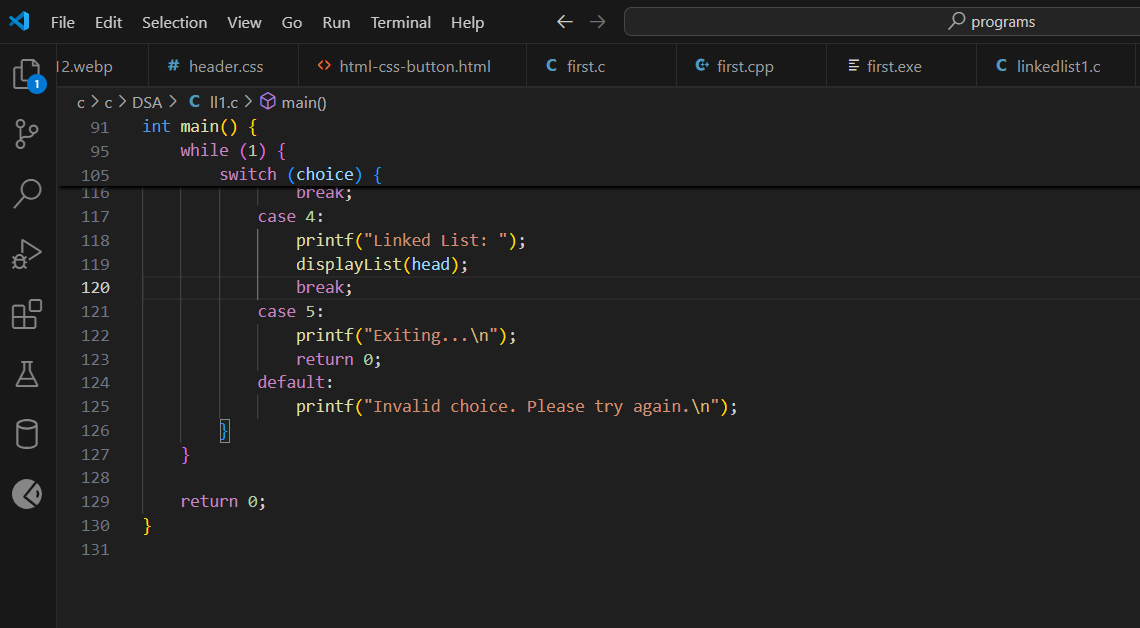 File Edit Selection View Go Run Terminal Help programs
12.webp # header.css <> html-css-button.html C first.c C++ first.cpp first.exe C linkedlist1.c
1
c > c > DSA > C ll1.c > main()
91 int main() {
95 while (1) {
105 switch (choice) {
116 break;
117 case 4:
118 printf("Linked List: ");
119 displayList(head);
120 break;
121 case 5:
122 printf("Exiting...\n");
123 return 0;
124 default:
125 printf("Invalid choice. Please try again.\n");
126 }
127 }
128
129 return 0;
130 }
131